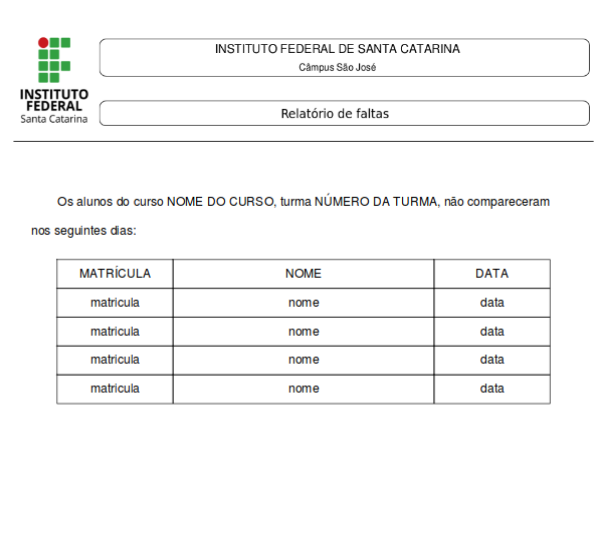 INSTITUTO
FEDERAL
Santa Catarina
INSTITUTO FEDERAL DE SANTA CATARINA
Câmpus São José
Relatório de faltas
Os alunos do curso NOME DO CURSO, turma NÚMERO DA TURMA, não compareceram
nos seguintes dias:
MATRÍCULA NOME DATA
matricula nome data
matricula nome data
matricula nome data
matricula nome data